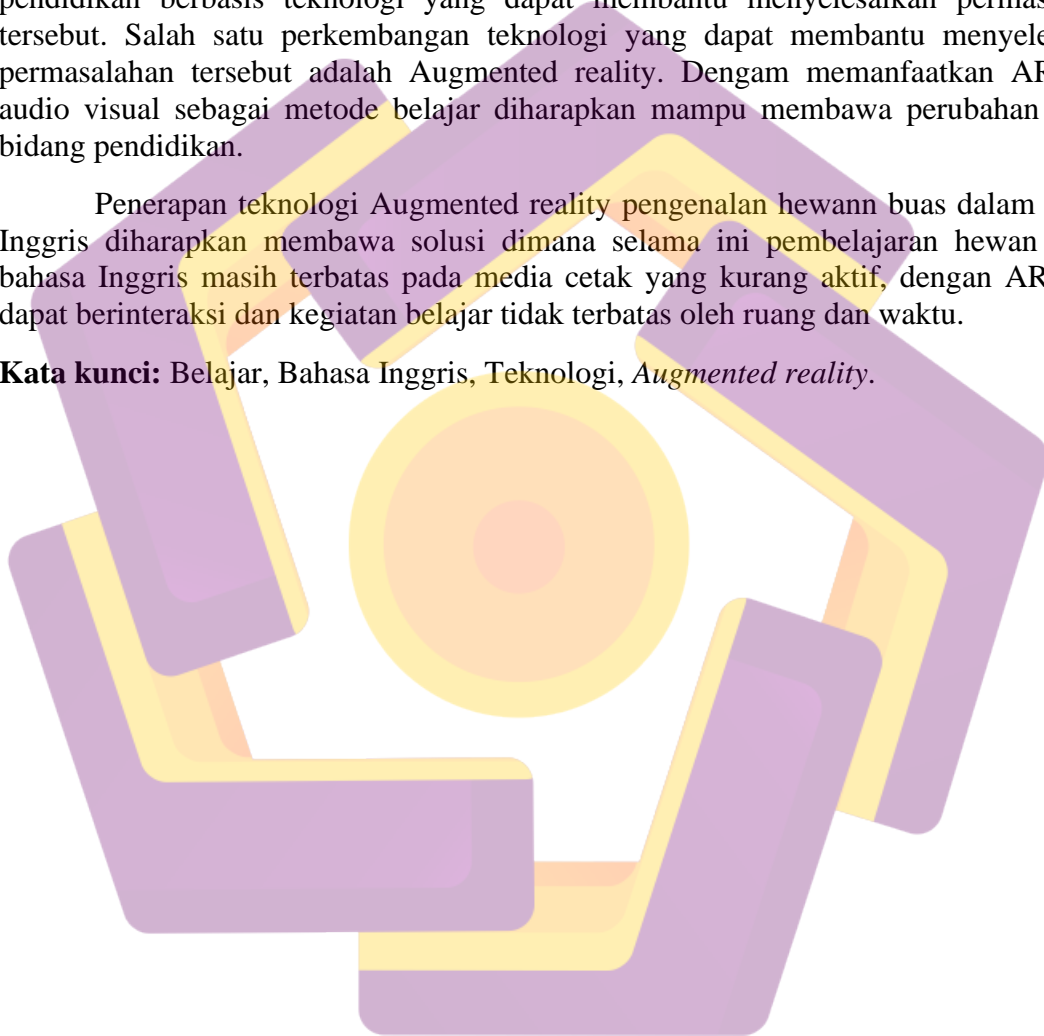 pendidikan berbasis teknologi yang dapat membantu menyelesaikan permas
tersebut. Salah satu perkembangan teknologi yang dapat membantu menyele
permasalahan tersebut adalah Augmented reality. Dengam memanfaatkan AR
audio visual sebagai metode belajar diharapkan mampu membawa perubahan
bidang pendidikan.
Penerapan teknologi Augmented reality pengenalan hewann buas dalam
Inggris diharapkan membawa solusi dimana selama ini pembelajaran hewan
bahasa Inggris masih terbatas pada media cetak yang kurang aktif, dengan AR
dapat berinteraksi dan kegiatan belajar tidak terbatas oleh ruang dan waktu.
Kata kunci: Belajar, Bahasa Inggris, Teknologi, Augmented reality.